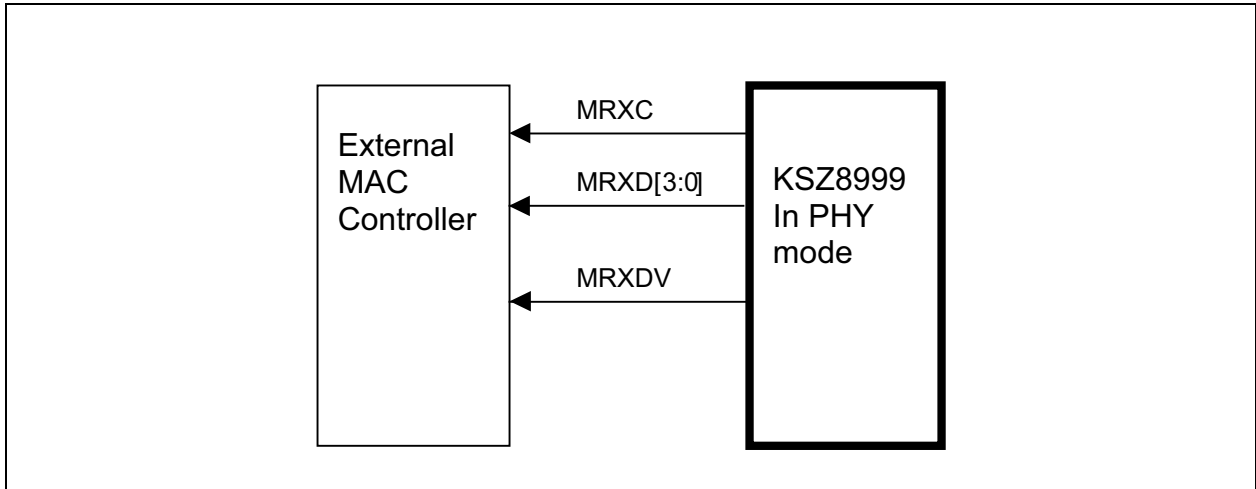 External
MAC
Controller
MRXC
MRXD[3:0]
MRXDV
KSZ8999
In PHY
mode